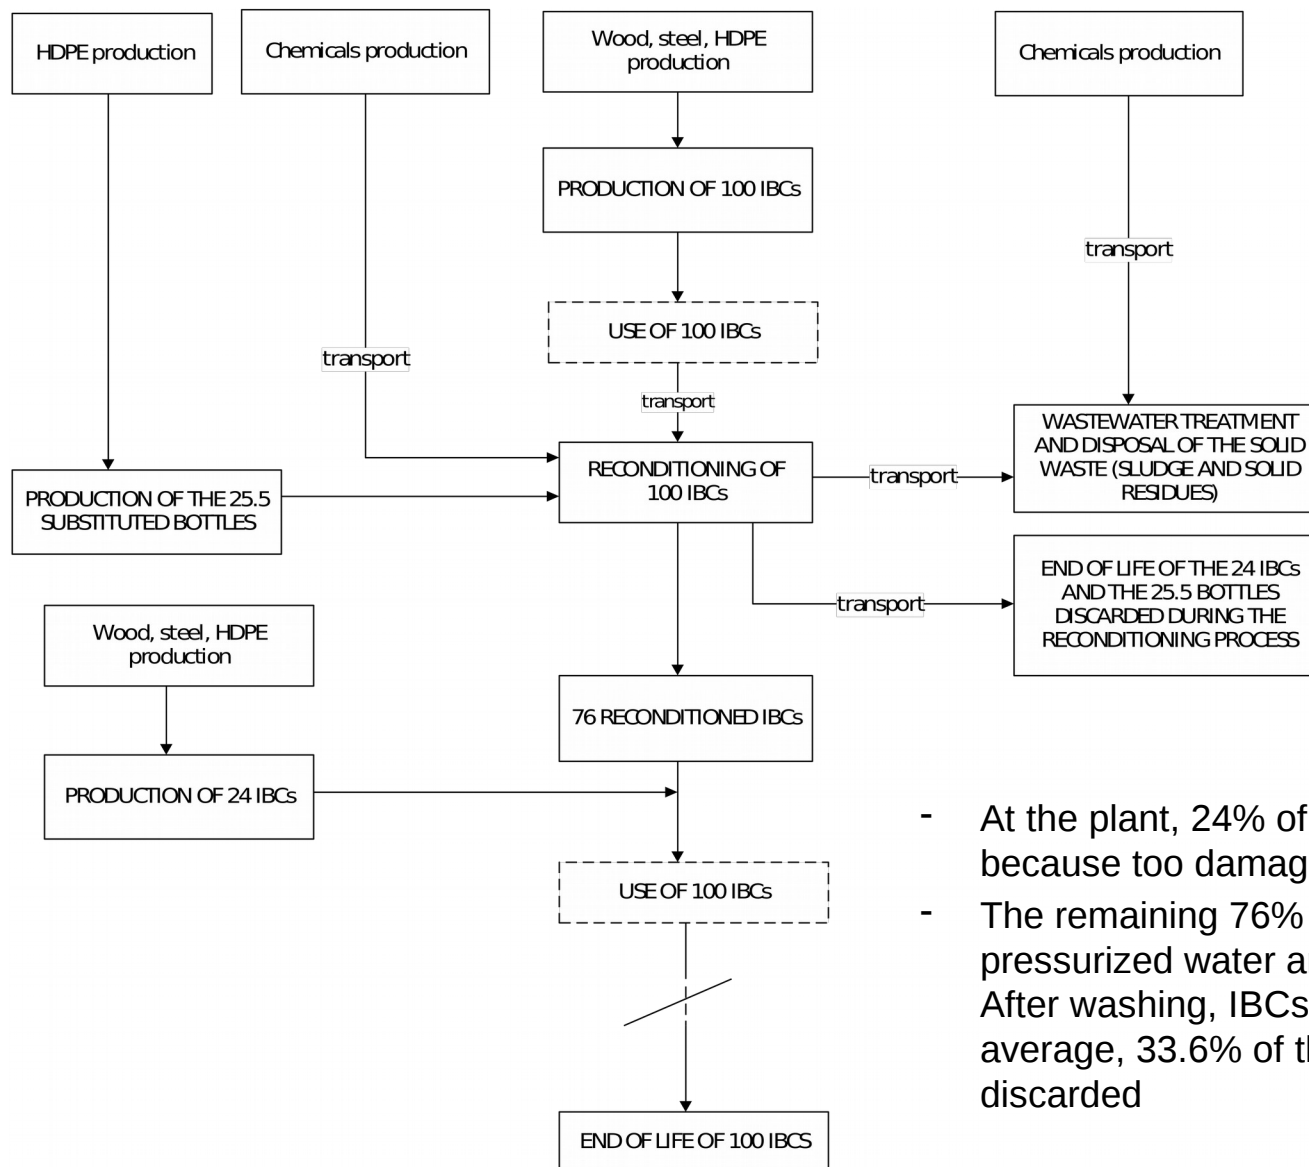 HDPE production
Chemicals production
Wood, steel, HDPE
production
Chemicals production
PRODUCTION OF 100 IBCs
transport
USE OF 100 IBCs
transport
transport
WASTEWATER TREATMENT
AND DISPOSAL OF THE SOLID
WASTE (SLUDGE AND SOLID
RESIDUES)
RECONDITIONING OF
100 IBCs
transport
PRODUCTION OF THE 25.5
SUBSTITUTED BOTTLES
END OF LIFE OF THE 24 IBCs
AND THE 25.5 BOTTLES
DISCARDED DURING THE
RECONDITIONING PROCESS
transport
Wood, steel, HDPE
production
76 RECONDITIONED IBCs
PRODUCTION OF 24 IBCs
- At the plant, 24% of
because too damag
USE OF 100 IBCs
- The remaining 76%
pressurized water a
After washing, IBCs
average, 33.6% of t
discarded
END OF LIFE OF 100 IBCS